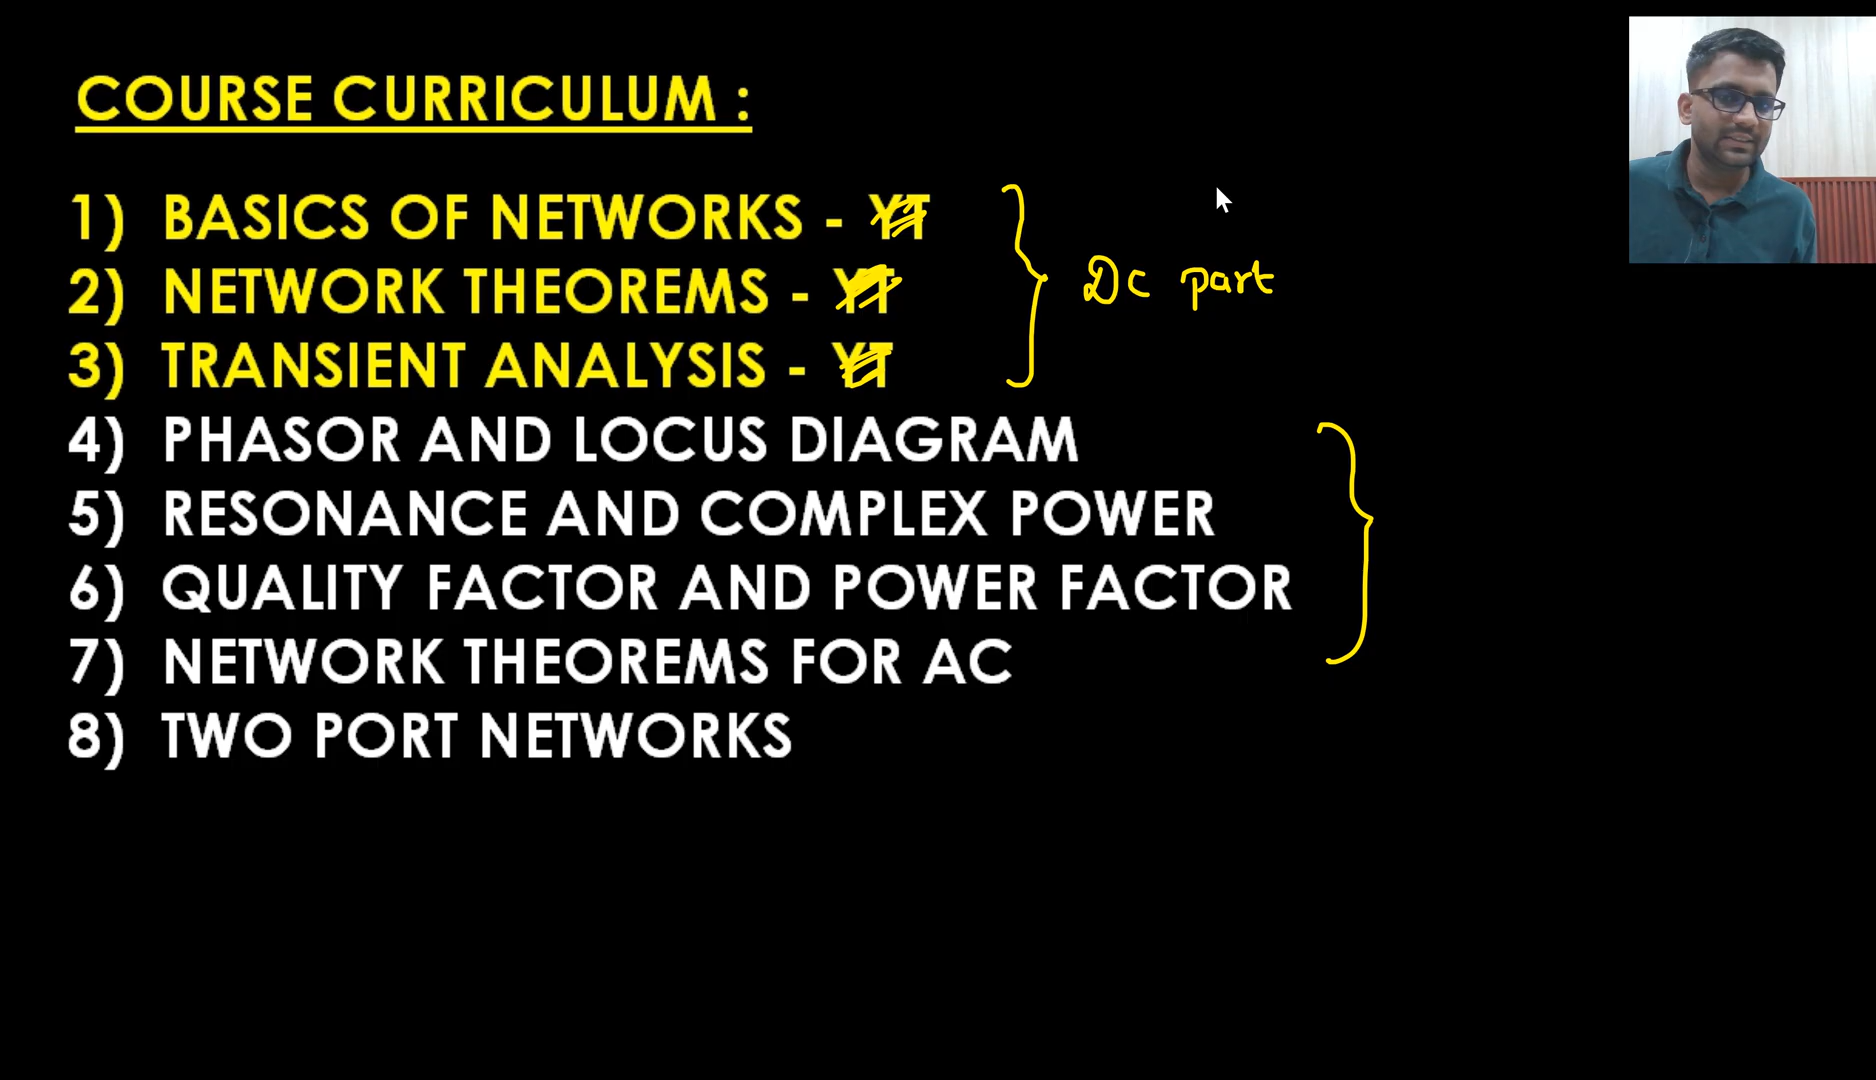 COURSE CURRICULUM :
1) BASICS OF NETWORKS - YT
2) NETWORK THEOREMS - YT
3) TRANSIENT ANALYSIS - YT
DC part
4) PHASOR AND LOCUS DIAGRAM
5) RESONANCE AND COMPLEX POWER
6) QUALITY FACTOR AND POWER FACTOR
7) NETWORK THEOREMS FOR AC
8) TWO PORT NETWORKS